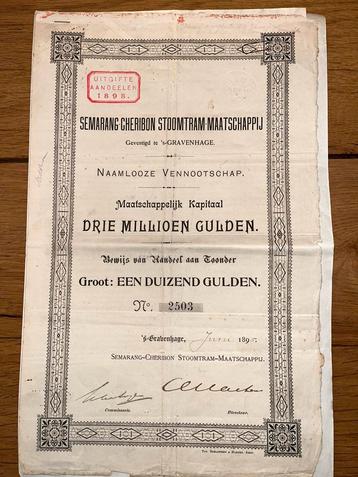 UITGIFTE
AANDEELEN
1898.
SEMARANG-CHERIBON STOOMTRAM-MAATSCHAPPIJ
Gevestigd te 's-GRAVENHAGE.
NAAMLOOZE VENNOOTSCHAP.
Maatschappelijk Kapitaal
DRIE MILLIOEN GULDEN.
Bewijs van Aandeel aan Toonder
Groot: EEN DUIZEND GULDEN.
No. 2503
's-Gravenhage, Juni 189
SEMARANG-CHERIBON STOOMTRAM-MAATSCHAPPIJ.
Commissaris.
Directeur.